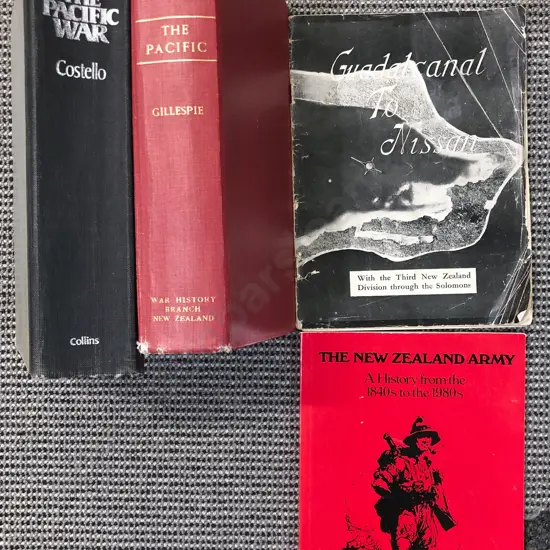 THE PACIFIC
WAR
Costello
Collins
THE
PACIFIC
GILLESPIE
WAR HISTORY
BRANCH
NEW ZEALAND
Guadalcanal
To
Nissan
With the Third New Zealand
Division through the Solomons
THE NEW ZEALAND ARMY
A History from the
1840s to the 1980s